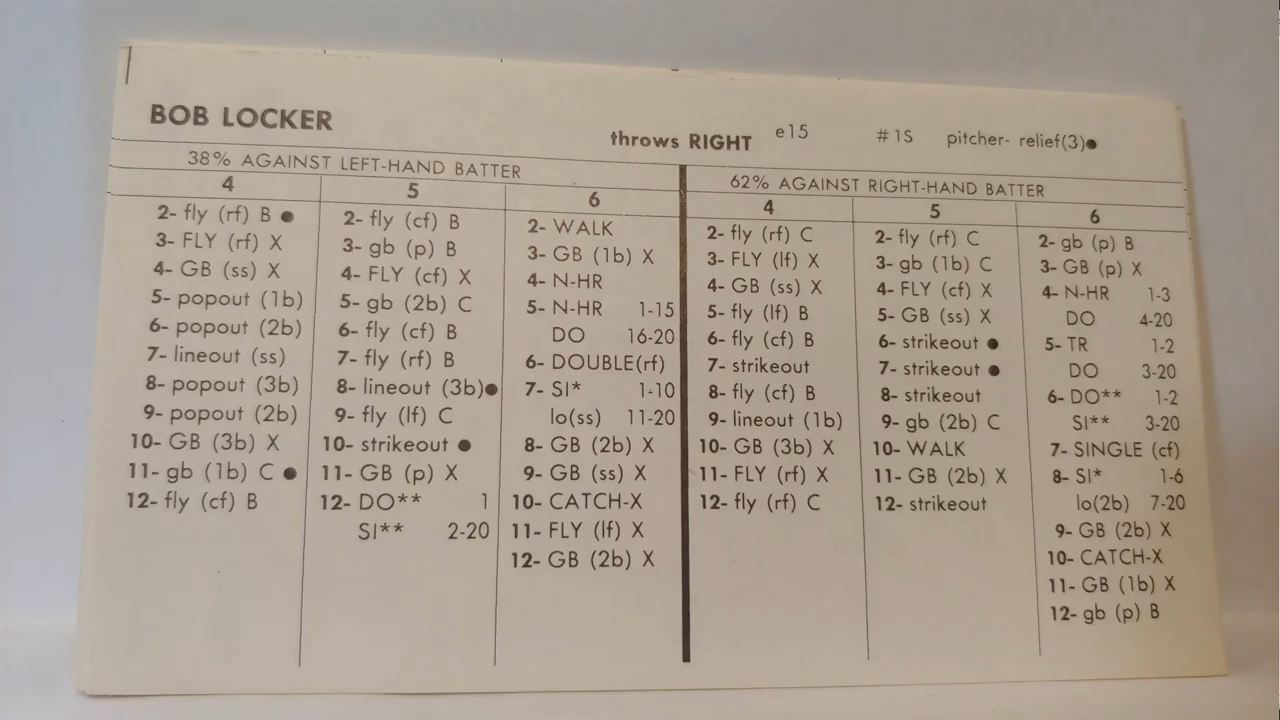 BOB LOCKER
throws RIGHT e15 #1S pitcher- relief(3)●
38% AGAINST LEFT-HAND BATTER
4
2- fly (rf) B ●
3- FLY (rf) X
4- GB (ss) X
5- popout (1b)
6- popout (2b)
7- lineout (ss)
8- popout (3b)
9- popout (2b)
10- GB (3b) X
11- gb (1b) C ●
12- fly (cf) B
5
2- fly (cf) B
3- gb (p) B
4- FLY (cf) X
5- gb (2b) C
6- fly (cf) B
7- fly (rf) B
8- lineout (3b)●
9- fly (lf) C
10- strikeout ●
11- GB (p) X
12- DO** 1
SI** 2-20
6
2- WALK
3- GB (1b) X
4- N-HR
5- N-HR 1-15
DO 16-20
6- DOUBLE(rf)
7- SI* 1-10
lo(ss) 11-20
8- GB (2b) X
9- GB (ss) X
10- CATCH-X
11- FLY (lf) X
12- GB (2b) X
62% AGAINST RIGHT-HAND BATTER
4
2- fly (rf) C
3- FLY (lf) X
4- GB (ss) X
5- fly (lf) B
6- fly (cf) B
7- strikeout
8- fly (cf) B
9- lineout (1b)
10- GB (3b) X
11- FLY (rf) X
12- fly (rf) C
5
2- fly (rf) C
3- gb (1b) C
4- FLY (cf) X
5- GB (ss) X
6- strikeout ●
7- strikeout ●
8- strikeout
9- gb (2b) C
10- WALK
11- GB (2b) X
12- strikeout
6
2- gb (p) B
3- GB (p) X
4- N-HR 1-3
DO 4-20
5- TR 1-2
DO 3-20
6- DO** 1-2
SI** 3-20
7- SINGLE (cf)
8- SI* 1-6
lo(2b) 7-20
9- GB (2b) X
10- CATCH-X
11- GB (1b) X
12- gb (p) B